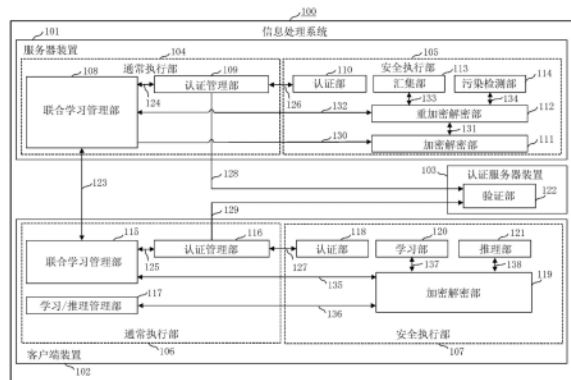 100
信息处理系统
101
服务器装置
104
通常执行部
105
安全执行部
108
联合学习管理部
109
认证管理部
124
110
认证部
126
汇集部
113
污染检测部
114
133
134
132
重加密解密部
112
131
130
加密解密部
111
123
128
103
认证服务器装置
验证部
122
129
115
联合学习管理部
116
认证管理部
125
118
认证部
127
120
学习部
121
推理部
137
138
135
加密解密部
119
117
学习/推理管理部
136
通常执行部
106
安全执行部
107
客户端装置
102